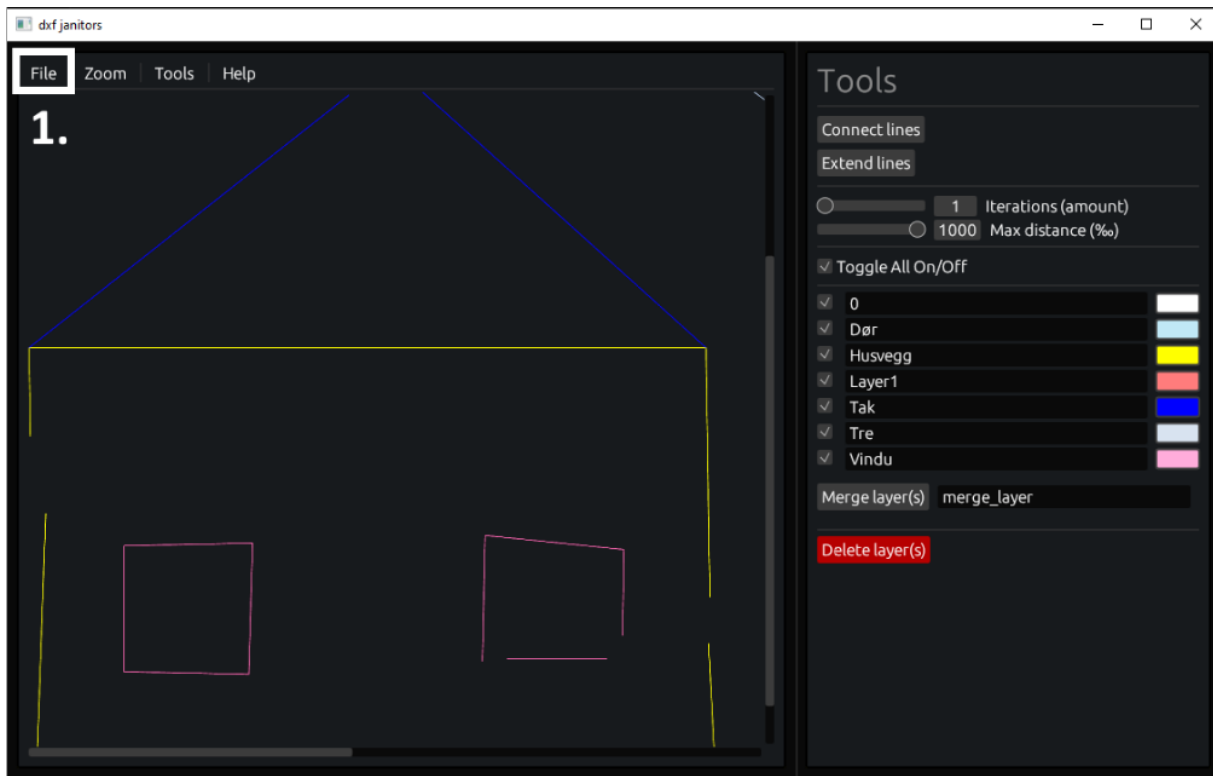 dxf janitors
File Zoom Tools Help
1.
Tools
Connect lines
Extend lines
1 Iterations (amount)
1000 Max distance (‰)
Toggle All On/Off
0
Dør
Husvegg
Layer1
Tak
Tre
Vindu
Merge layer(s) merge_layer
Delete layer(s)